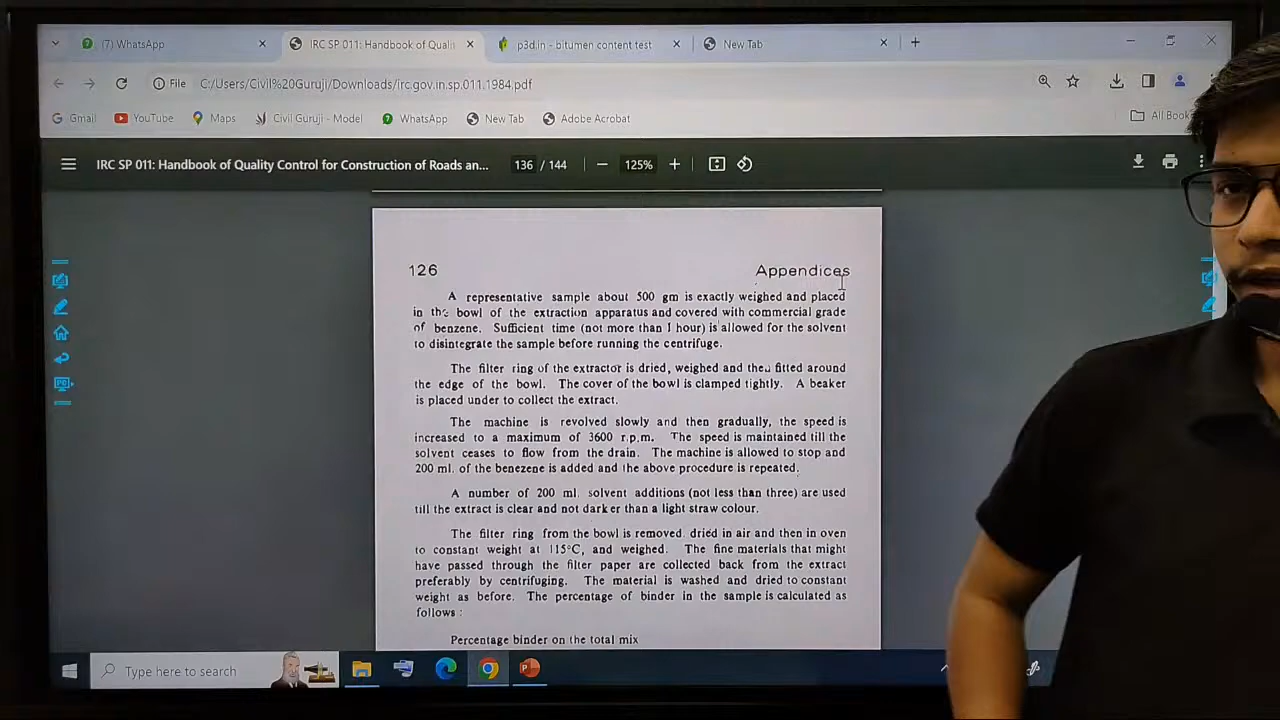 (7) WhatsApp
IRC SP 011: Handbook of Quali
p3d.in - bitumen content test
New Tab
File
C:/Users/Civil%20Guruji/Downloads/irc.gov.in.sp.011.1984.pdf
Gmail
YouTube
Maps
Civil Guruji - Model
WhatsApp
New Tab
Adobe Acrobat
All Book
IRC SP 011: Handbook of Quality Control for Construction of Roads an...
136 / 144
125%
126
Appendices
A representative sample about 500 gm is exactly weighed and placed
in the bowl of the extraction apparatus and covered with commercial grade
of benzene. Sufficient time (not more than 1 hour) is allowed for the solvent
to disintegrate the sample before running the centrifuge.
The filter ring of the extractor is dried, weighed and then fitted around
the edge of the bowl. The cover of the bowl is clamped tightly. A beaker
is placed under to collect the extract.
The machine is revolved slowly and then gradually, the speed is
increased to a maximum of 3600 r.p.m. The speed is maintained till the
solvent ceases to flow from the drain. The machine is allowed to stop and
200 ml. of the benezene is added and the above procedure is repeated.
A number of 200 ml. solvent additions (not less than three) are used
till the extract is clear and not darker than a light straw colour.
The filter ring from the bowl is removed, dried in air and then in oven
to constant weight at 115°C, and weighed. The fine materials that might
have passed through the filter paper are collected back from the extract
preferably by centrifuging. The material is washed and dried to constant
weight as before. The percentage of binder in the sample is calculated as
follows :
Percentage binder on the total mix
Type here to search